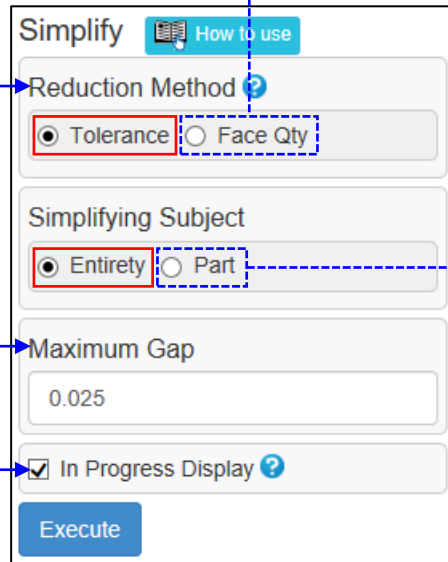 Simplify How to use
Reduction Method ?
Tolerance Face Qty
Simplifying Subject
Entirety Part
Maximum Gap
0.025
In Progress Display ?
Execute